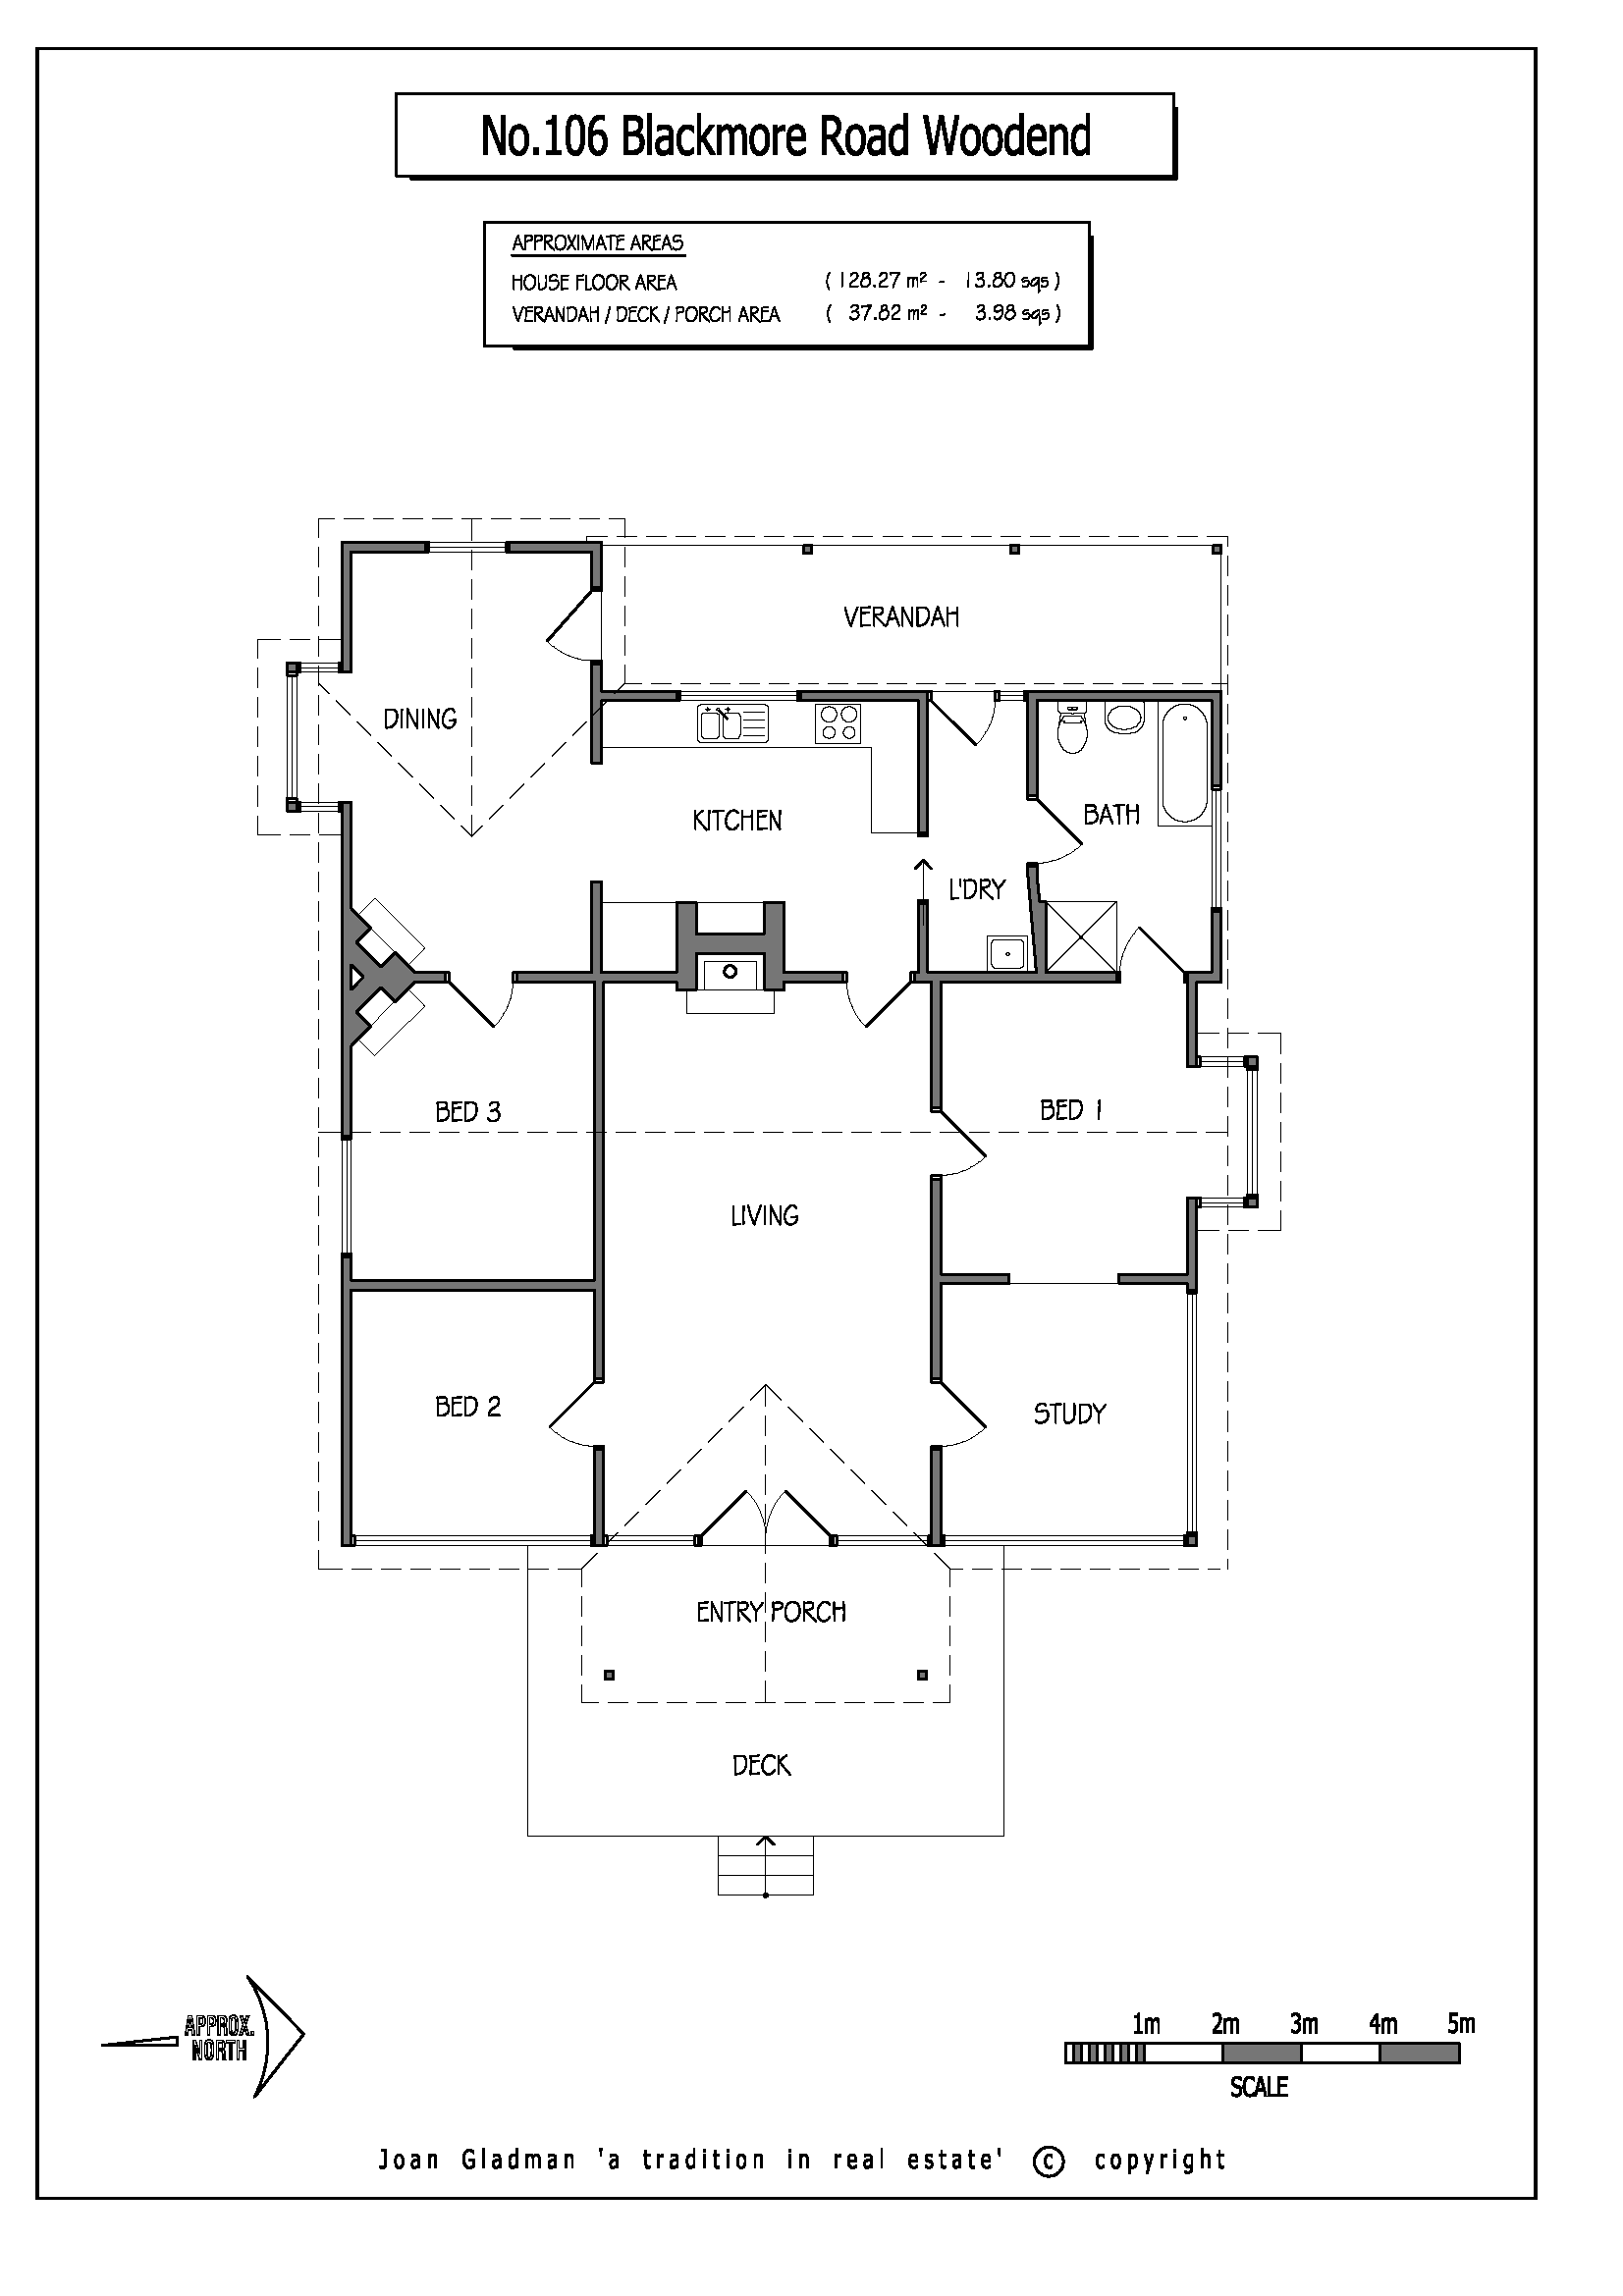 No.106 Blackmore Road Woodend
APPROXIMATE AREAS
HOUSE FLOOR AREA ( 128.27 m² - 13.80 sqs )
VERANDAH / DECK / PORCH AREA ( 37.82 m² - 3.98 sqs )
VERANDAH
DINING
KITCHEN
BATH
L'DRY
BED 3
BED 1
LIVING
BED 2
STUDY
ENTRY PORCH
DECK
APPROX.
NORTH
1m 2m 3m 4m 5m
SCALE
Joan Gladman 'a tradition in real estate' © copyright